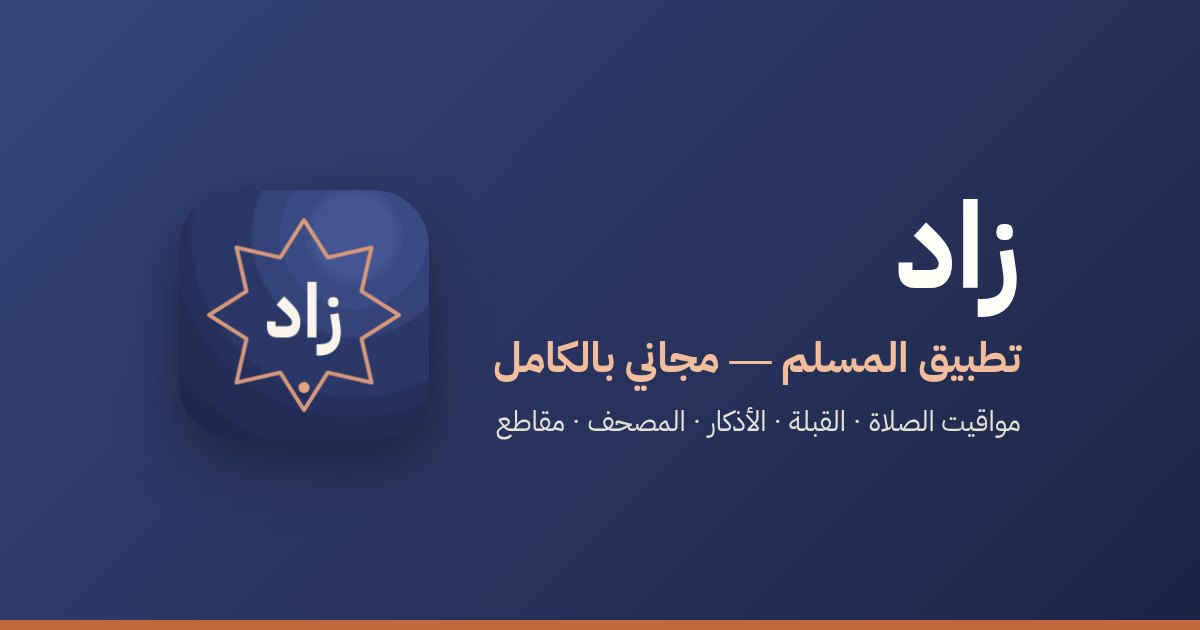 زاد
زاد
تطبيق المسلم — مجاني بالكامل
مواقيت الصلاة · القبلة · الأذكار · المصحف · مقاطع